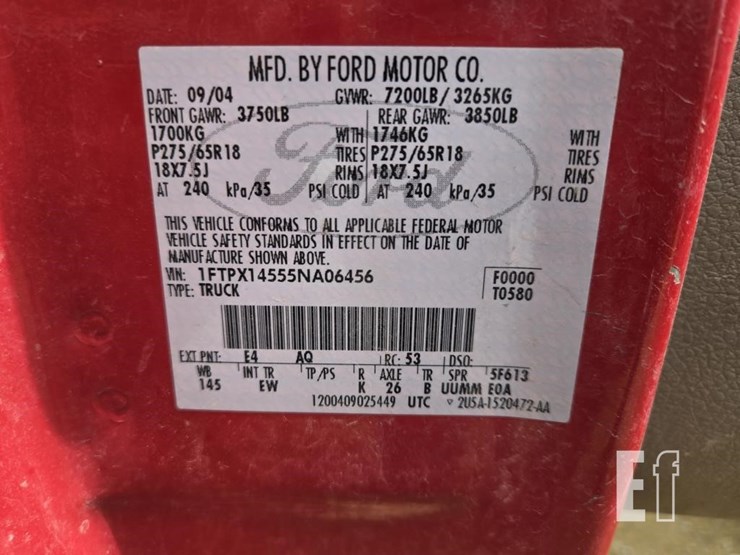 MFD. BY FORD MOTOR CO.
DATE: 09/04 GVWR: 7200LB/ 3265KG
FRONT GAWR: 3750LB REAR GAWR: 3850LB
1700KG WITH 1746KG WITH
P275/65R18 TIRES P275/65R18 TIRES
18X7.5J RIMS 18X7.5J RIMS
AT 240 kPa/35 PSI COLD AT 240 kPa/35 PSI COLD
Ford
THIS VEHICLE CONFORMS TO ALL APPLICABLE FEDERAL MOTOR
VEHICLE SAFETY STANDARDS IN EFFECT ON THE DATE OF
MANUFACTURE SHOWN ABOVE.
VIN: 1FTPX14555NA06456 F0000
TYPE: TRUCK T0580
EXT PNT: E4 AQ RC: 53 DSO:
WB INT TR TP/PS R AXLE TR SPR 5F613
145 EW K 26 B UUMM E0A
1200409025449 UTC ▽ 2U5A-1520472-AA
Ef